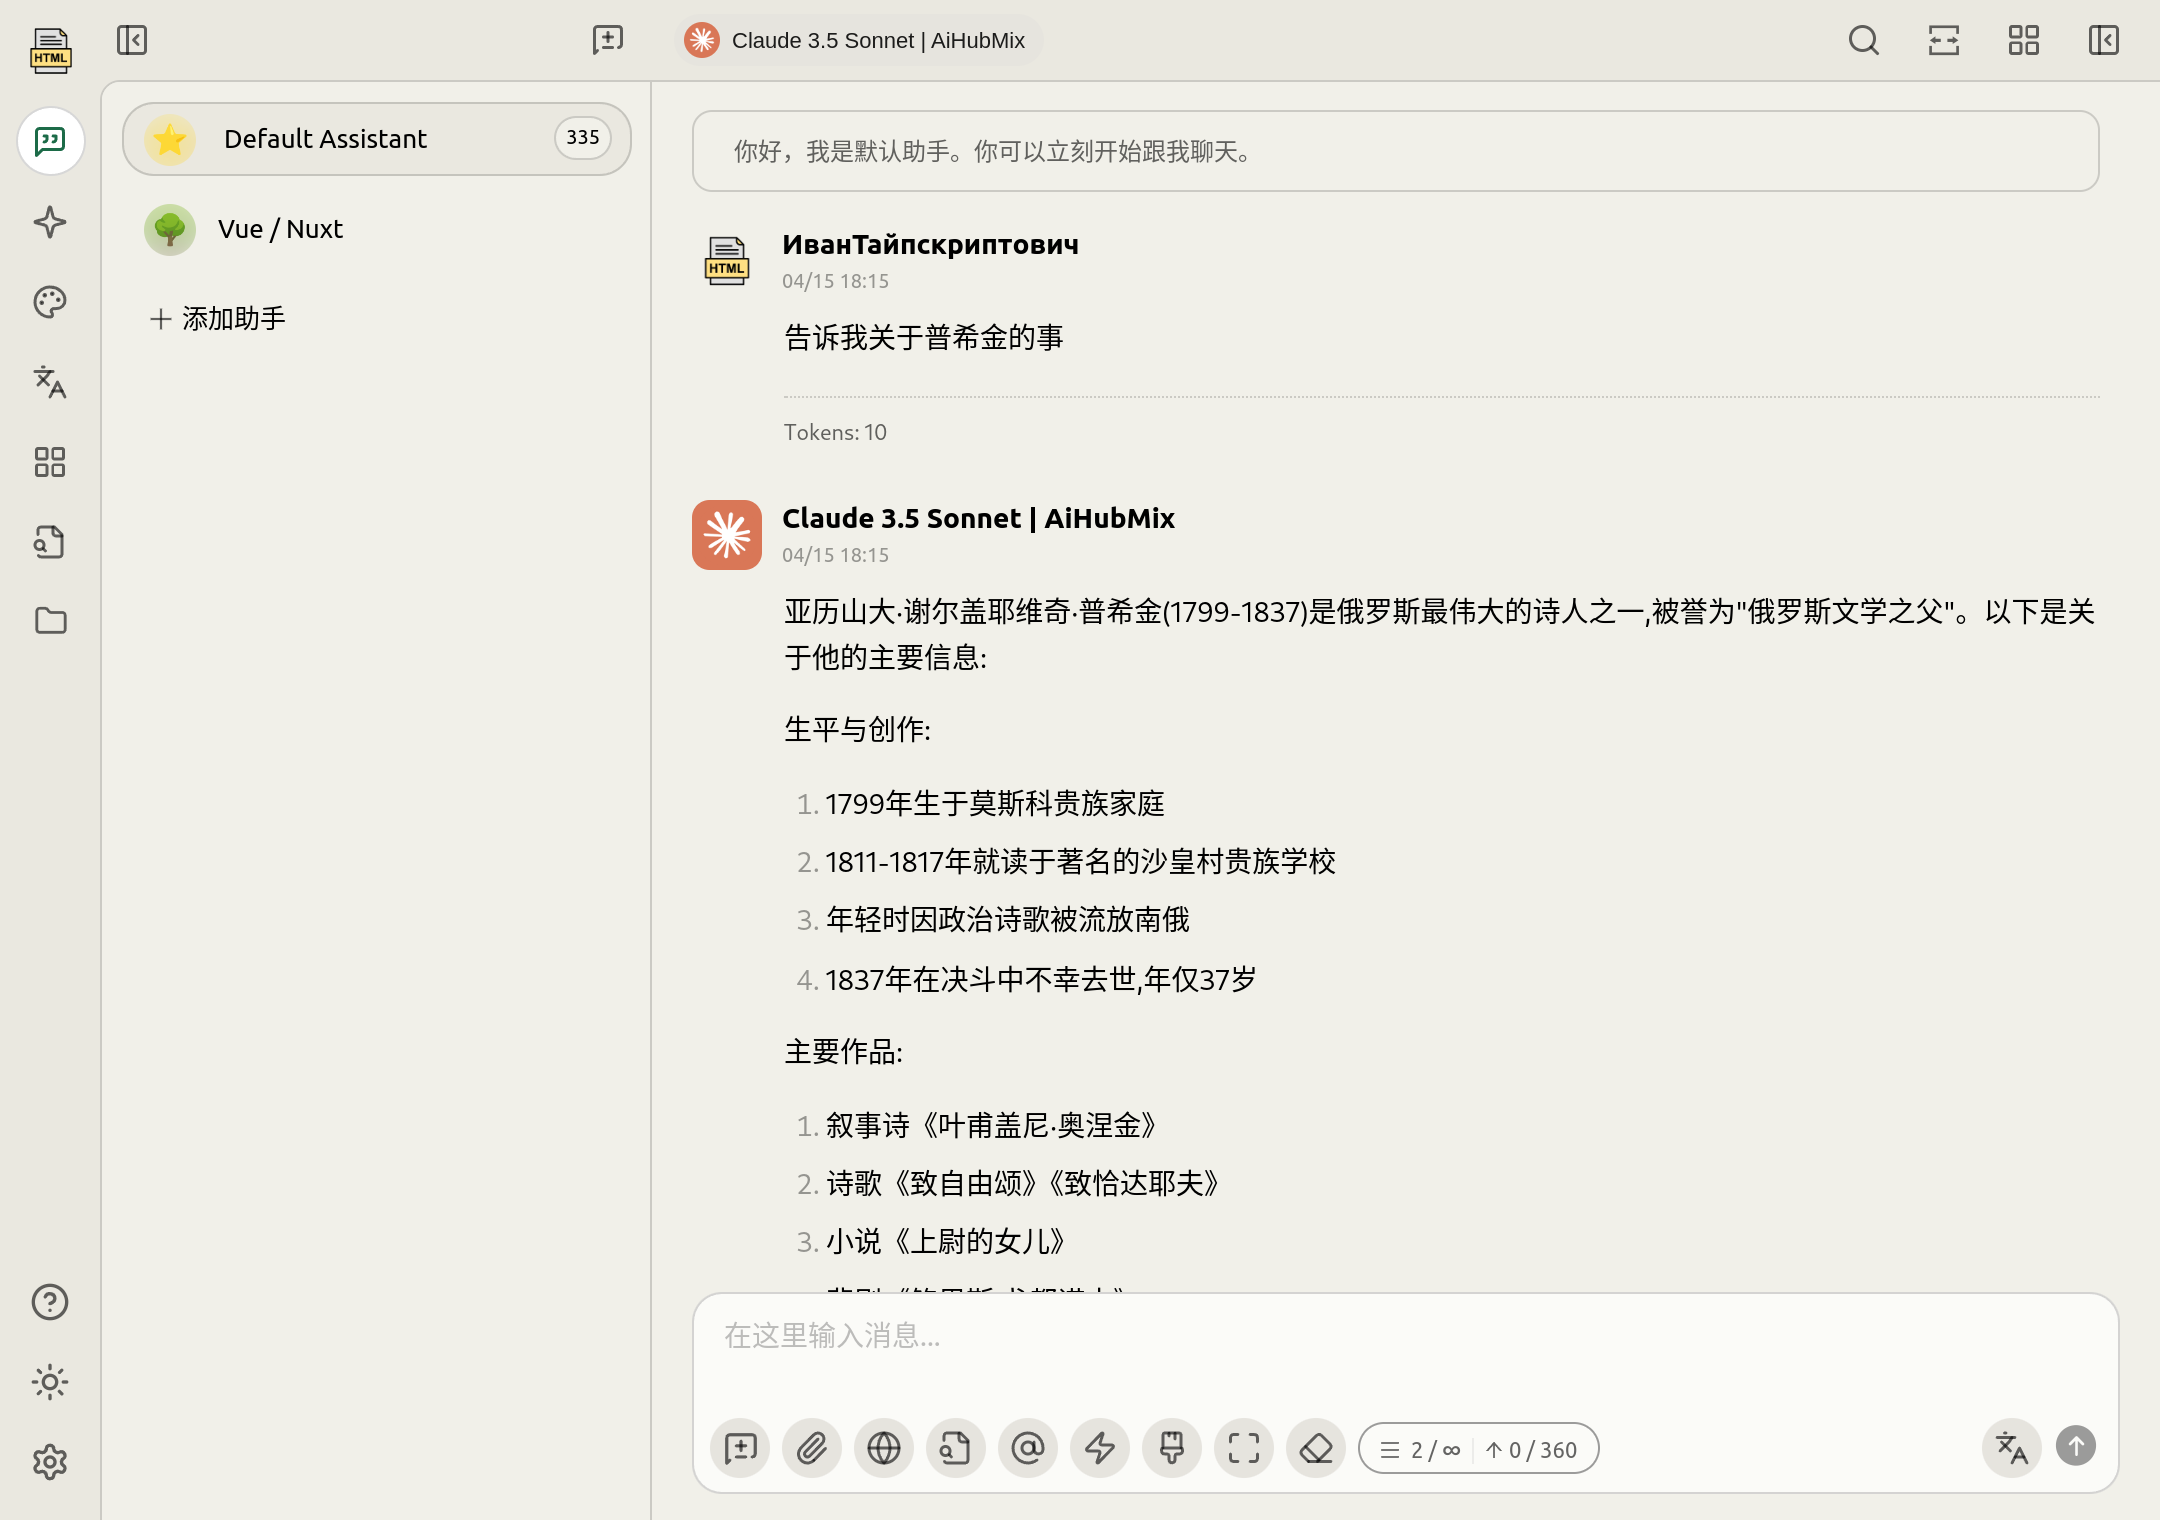 HTML
Claude 3.5 Sonnet | AiHubMix
Default Assistant
335
Vue / Nuxt
添加助手
你好，我是默认助手。你可以立刻开始跟我聊天。
HTML
ИванТайпскриптович
04/15 18:15
告诉我关于普希金的事
Tokens: 10
Claude 3.5 Sonnet | AiHubMix
04/15 18:15
亚历山大·谢尔盖耶维奇·普希金(1799-1837)是俄罗斯最伟大的诗人之一,被誉为"俄罗斯文学之父"。以下是关
于他的主要信息:
生平与创作:
1. 1799年生于莫斯科贵族家庭
2. 1811-1817年就读于著名的沙皇村贵族学校
3. 年轻时因政治诗歌被流放南俄
4. 1837年在决斗中不幸去世,年仅37岁
主要作品:
1. 叙事诗《叶甫盖尼·奥涅金》
2. 诗歌《致自由颂》《致恰达耶夫》
3. 小说《上尉的女儿》
在这里输入消息...
2 / ∞ ↑ 0 / 360